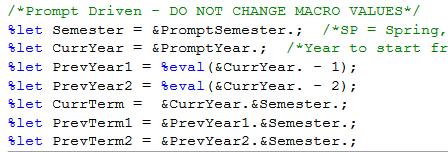 /*Prompt Driven - DO NOT CHANGE MACRO VALUES*/
%let Semester = &PromptSemester.; /*SP = Spring,
%let CurrYear = &PromptYear.; /*Year to start fr
%let PrevYear1 = %eval(&CurrYear. - 1);
%let PrevYear2 = %eval(&CurrYear. - 2);
%let CurrTerm = &CurrYear.&Semester.;
%let PrevTerm1 = &PrevYear1.&Semester.;
%let PrevTerm2 = &PrevYear2.&Semester.;